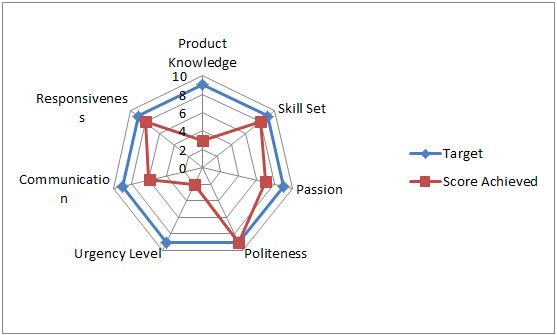 Product
Knowledge
10
8
6
4
2
0
Skill Set
Passion
Politeness
Urgency Level
Communicatio
n
Responsivenes
s
Target
Score Achieved